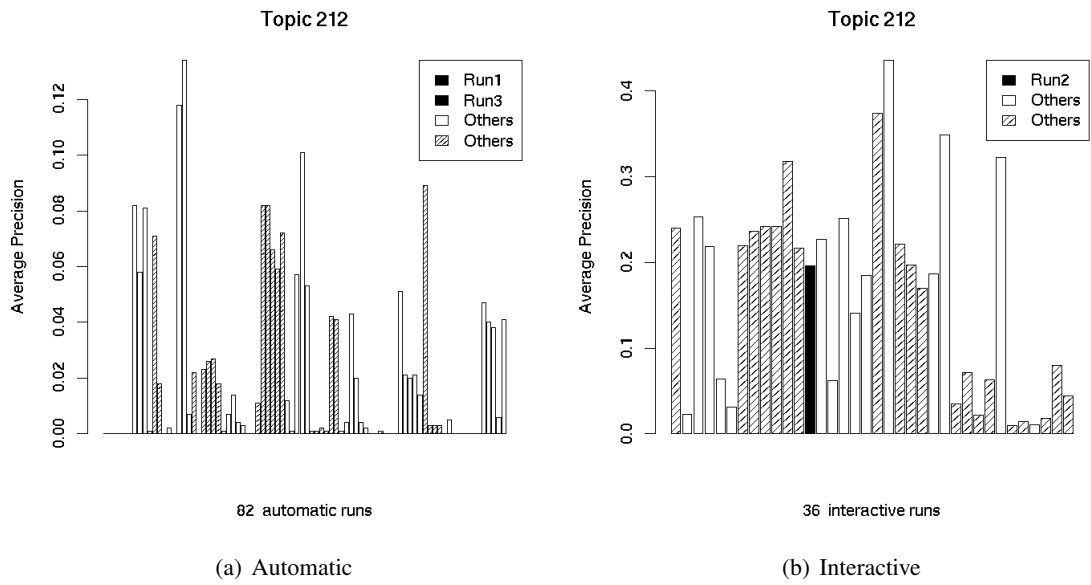 Topic 212
Average Precision
0.00 0.02 0.04 0.06 0.08 0.10 0.12
Run1
Run3
Others
Others
82 automatic runs
(a) Automatic
Topic 212
Average Precision
0.0 0.1 0.2 0.3 0.4
Run2
Others
Others
36 interactive runs
(b) Interactive